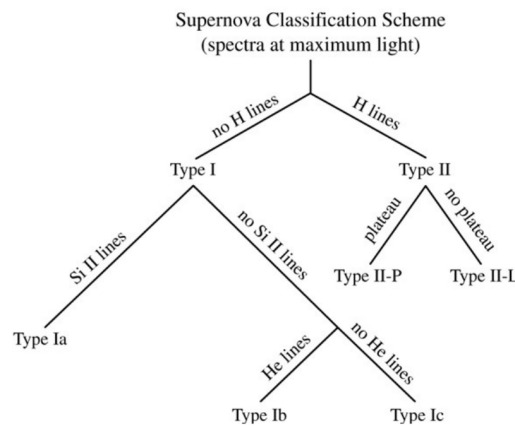 Supernova Classification Scheme
(spectra at maximum light)
no H lines
H lines
Type I
Type II
Si II lines
no Si II lines
plateau
no plateau
Type II-P
Type II-L
Type Ia
He lines
no He lines
Type Ib
Type Ic